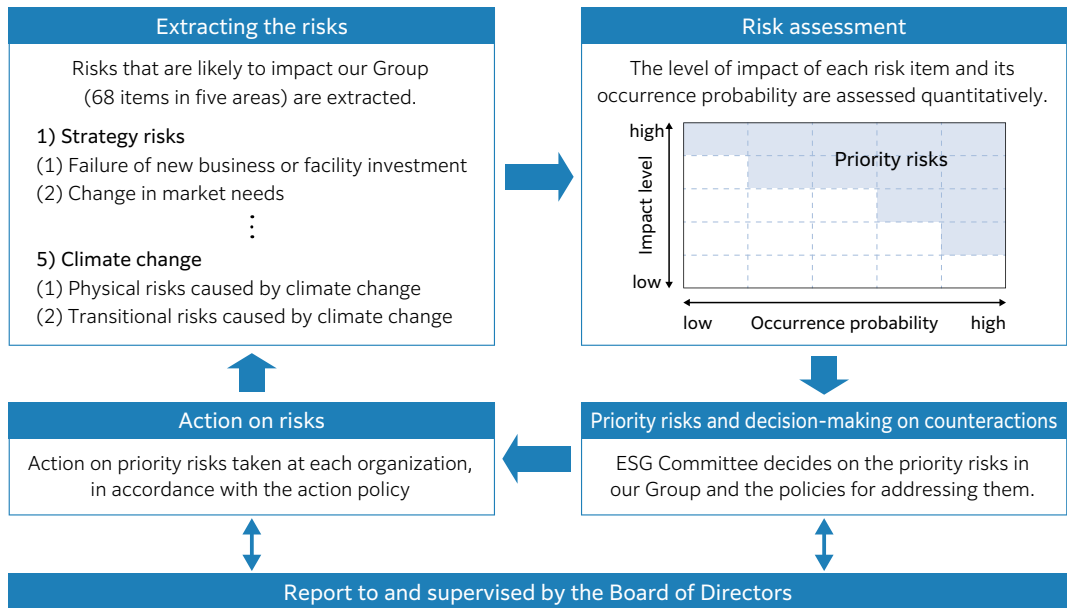 Extracting the risks
Risks that are likely to impact our Group
(68 items in five areas) are extracted.
1) Strategy risks
(1) Failure of new business or facility investment
(2) Change in market needs
⋮
5) Climate change
(1) Physical risks caused by climate change
(2) Transitional risks caused by climate change
Risk assessment
The level of impact of each risk item and its
occurrence probability are assessed quantitatively.
high
Impact level
low
Priority risks
low Occurrence probability high
Priority risks and decision-making on counteractions
ESG Committee decides on the priority risks in
our Group and the policies for addressing them.
Action on risks
Action on priority risks taken at each organization,
in accordance with the action policy
Report to and supervised by the Board of Directors